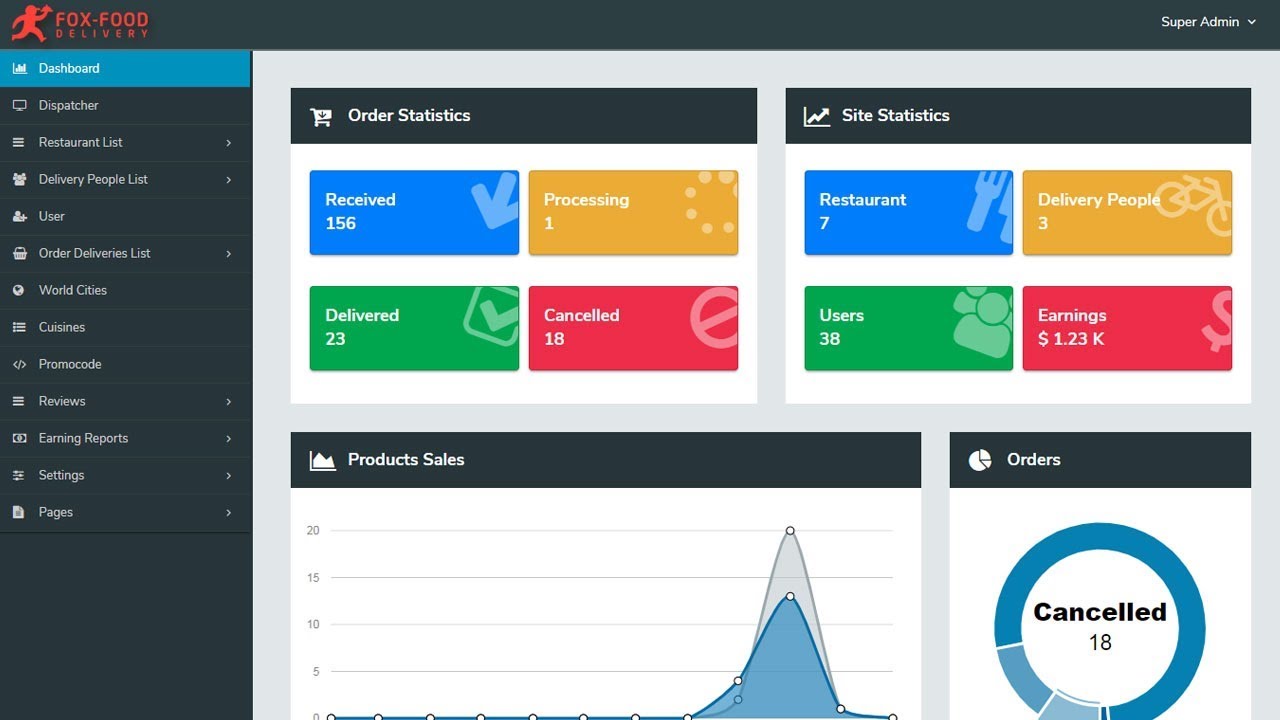 FOX-FOOD
DELIVERY
Super Admin
Dashboard
Dispatcher
Restaurant List
Delivery People List
User
Order Deliveries List
World Cities
Cuisines
Promocode
Reviews
Earning Reports
Settings
Pages
Order Statistics
Received
156
Processing
1
Delivered
23
Cancelled
18
Site Statistics
Restaurant
7
Delivery People
3
Users
38
Earnings
$ 1.23 K
Products Sales
20
15
10
5
0
Orders
Cancelled
18